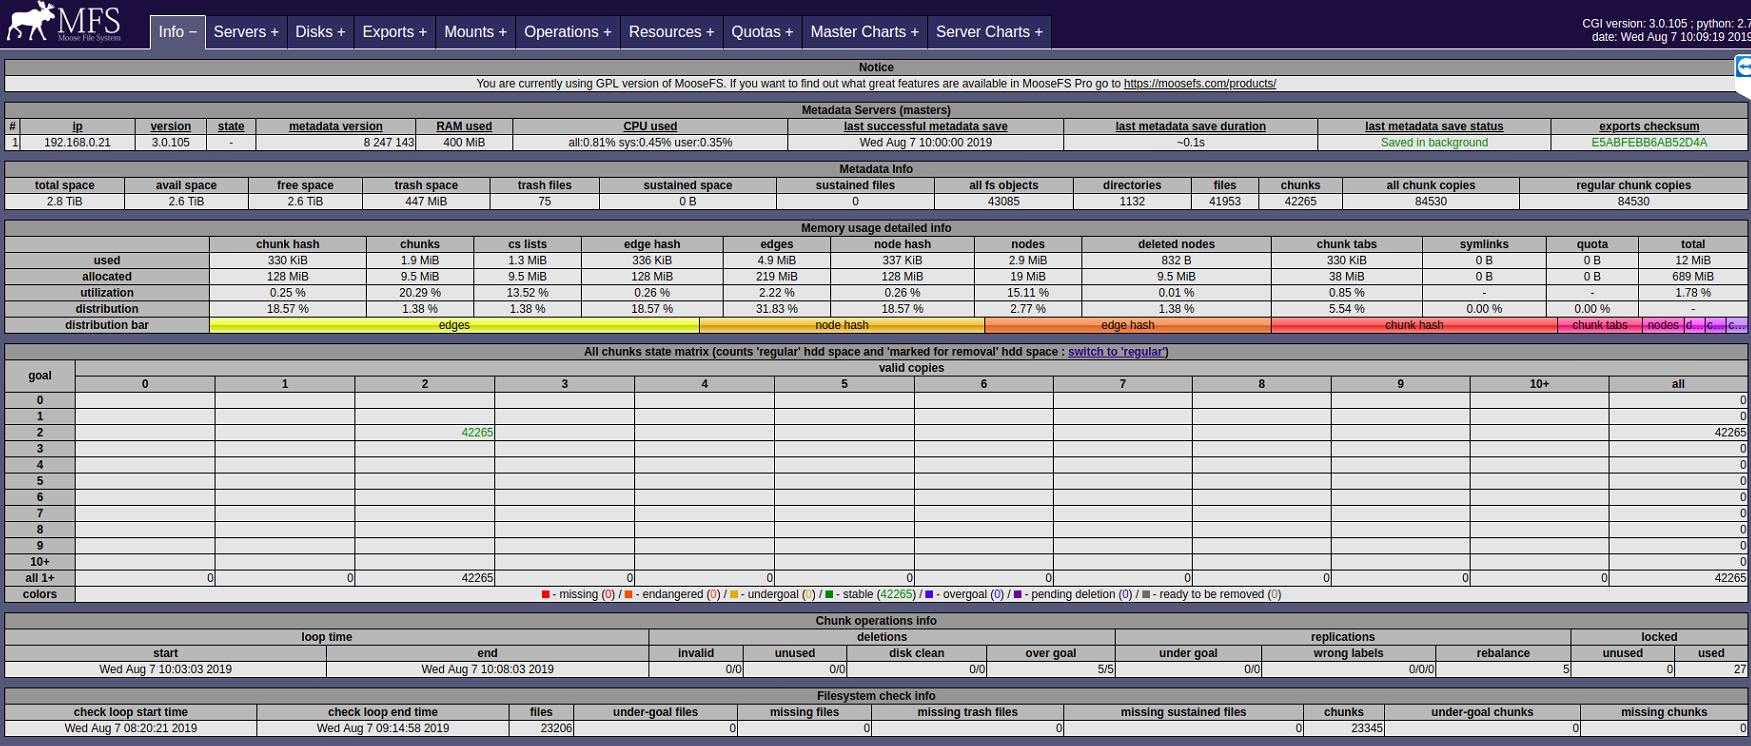 MFS
Moose File System
Info −
Servers +
Disks +
Exports +
Mounts +
Operations +
Resources +
Quotas +
Master Charts +
Server Charts +
CGI version: 3.0.105 ; python: 2.7
date: Wed Aug 7 10:09:19 2019
Notice
You are currently using GPL version of MooseFS. If you want to find out what great features are available in MooseFS Pro go to https://moosefs.com/products/
Metadata Servers (masters)
# ip version state metadata version RAM used CPU used last successful metadata save last metadata save duration last metadata save status exports checksum
1 192.168.0.21 3.0.105 - 8 247 143 400 MiB all:0.81% sys:0.45% user:0.35% Wed Aug 7 10:00:00 2019 ~0.1s Saved in background E5ABFEBB6AB52D4A
Metadata Info
total space avail space free space trash space trash files sustained space sustained files all fs objects directories files chunks all chunk copies regular chunk copies
2.8 TiB 2.6 TiB 2.6 TiB 447 MiB 75 0 B 0 43085 1132 41953 42265 84530 84530
Memory usage detailed info
chunk hash chunks cs lists edge hash edges node hash nodes deleted nodes chunk tabs symlinks quota total
used 330 KiB 1.9 MiB 1.3 MiB 336 KiB 4.9 MiB 337 KiB 2.9 MiB 832 B 330 KiB 0 B 0 B 12 MiB
allocated 128 MiB 9.5 MiB 9.5 MiB 128 MiB 219 MiB 128 MiB 19 MiB 9.5 MiB 38 MiB 0 B 0 B 689 MiB
utilization 0.25 % 20.29 % 13.52 % 0.26 % 2.22 % 0.26 % 15.11 % 0.01 % 0.85 % - - 1.78 %
distribution 18.57 % 1.38 % 1.38 % 18.57 % 31.83 % 18.57 % 2.77 % 1.38 % 5.54 % 0.00 % 0.00 % -
distribution bar edges node hash edge hash chunk hash chunk tabs nodes d... c... c...
All chunks state matrix (counts 'regular' hdd space and 'marked for removal' hdd space : switch to 'regular')
goal valid copies
0 1 2 3 4 5 6 7 8 9 10+ all
0 0
1 0
2 42265 42265
3 0
4 0
5 0
6 0
7 0
8 0
9 0
10+ 0
all 1+ 0 0 42265 0 0 0 0 0 0 0 0 42265
colors - missing (0) / - endangered (0) / - undergoal (0) / - stable (42265) / - overgoal (0) / - pending deletion (0) / - ready to be removed (0)
Chunk operations info
loop time deletions replications locked
start end invalid unused disk clean over goal under goal wrong labels rebalance unused used
Wed Aug 7 10:03:03 2019 Wed Aug 7 10:08:03 2019 0/0 0/0 0/0 5/5 0/0 0/0/0 5 0 27
Filesystem check info
check loop start time check loop end time files under-goal files missing files missing trash files missing sustained files chunks under-goal chunks missing chunks
Wed Aug 7 08:20:21 2019 Wed Aug 7 09:14:58 2019 23206 0 0 0 0 23345 0 0